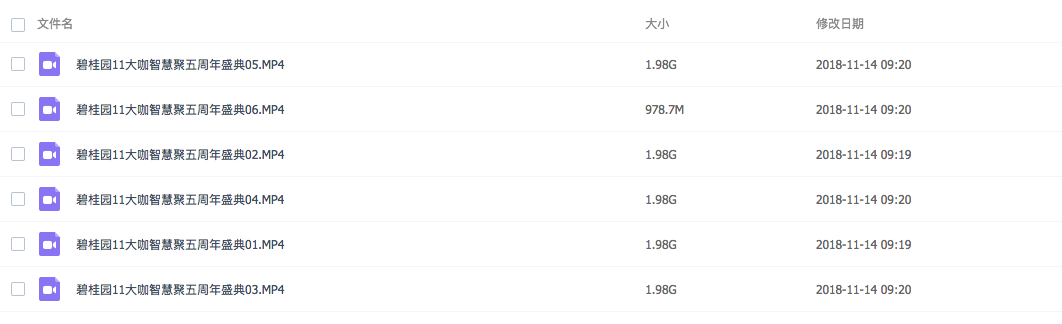 文件名 大小 修改日期
碧桂园11大咖智慧聚五周年盛典05.MP4 1.98G 2018-11-14 09:20
碧桂园11大咖智慧聚五周年盛典06.MP4 978.7M 2018-11-14 09:20
碧桂园11大咖智慧聚五周年盛典02.MP4 1.98G 2018-11-14 09:19
碧桂园11大咖智慧聚五周年盛典04.MP4 1.98G 2018-11-14 09:20
碧桂园11大咖智慧聚五周年盛典01.MP4 1.98G 2018-11-14 09:19
碧桂园11大咖智慧聚五周年盛典03.MP4 1.98G 2018-11-14 09:20